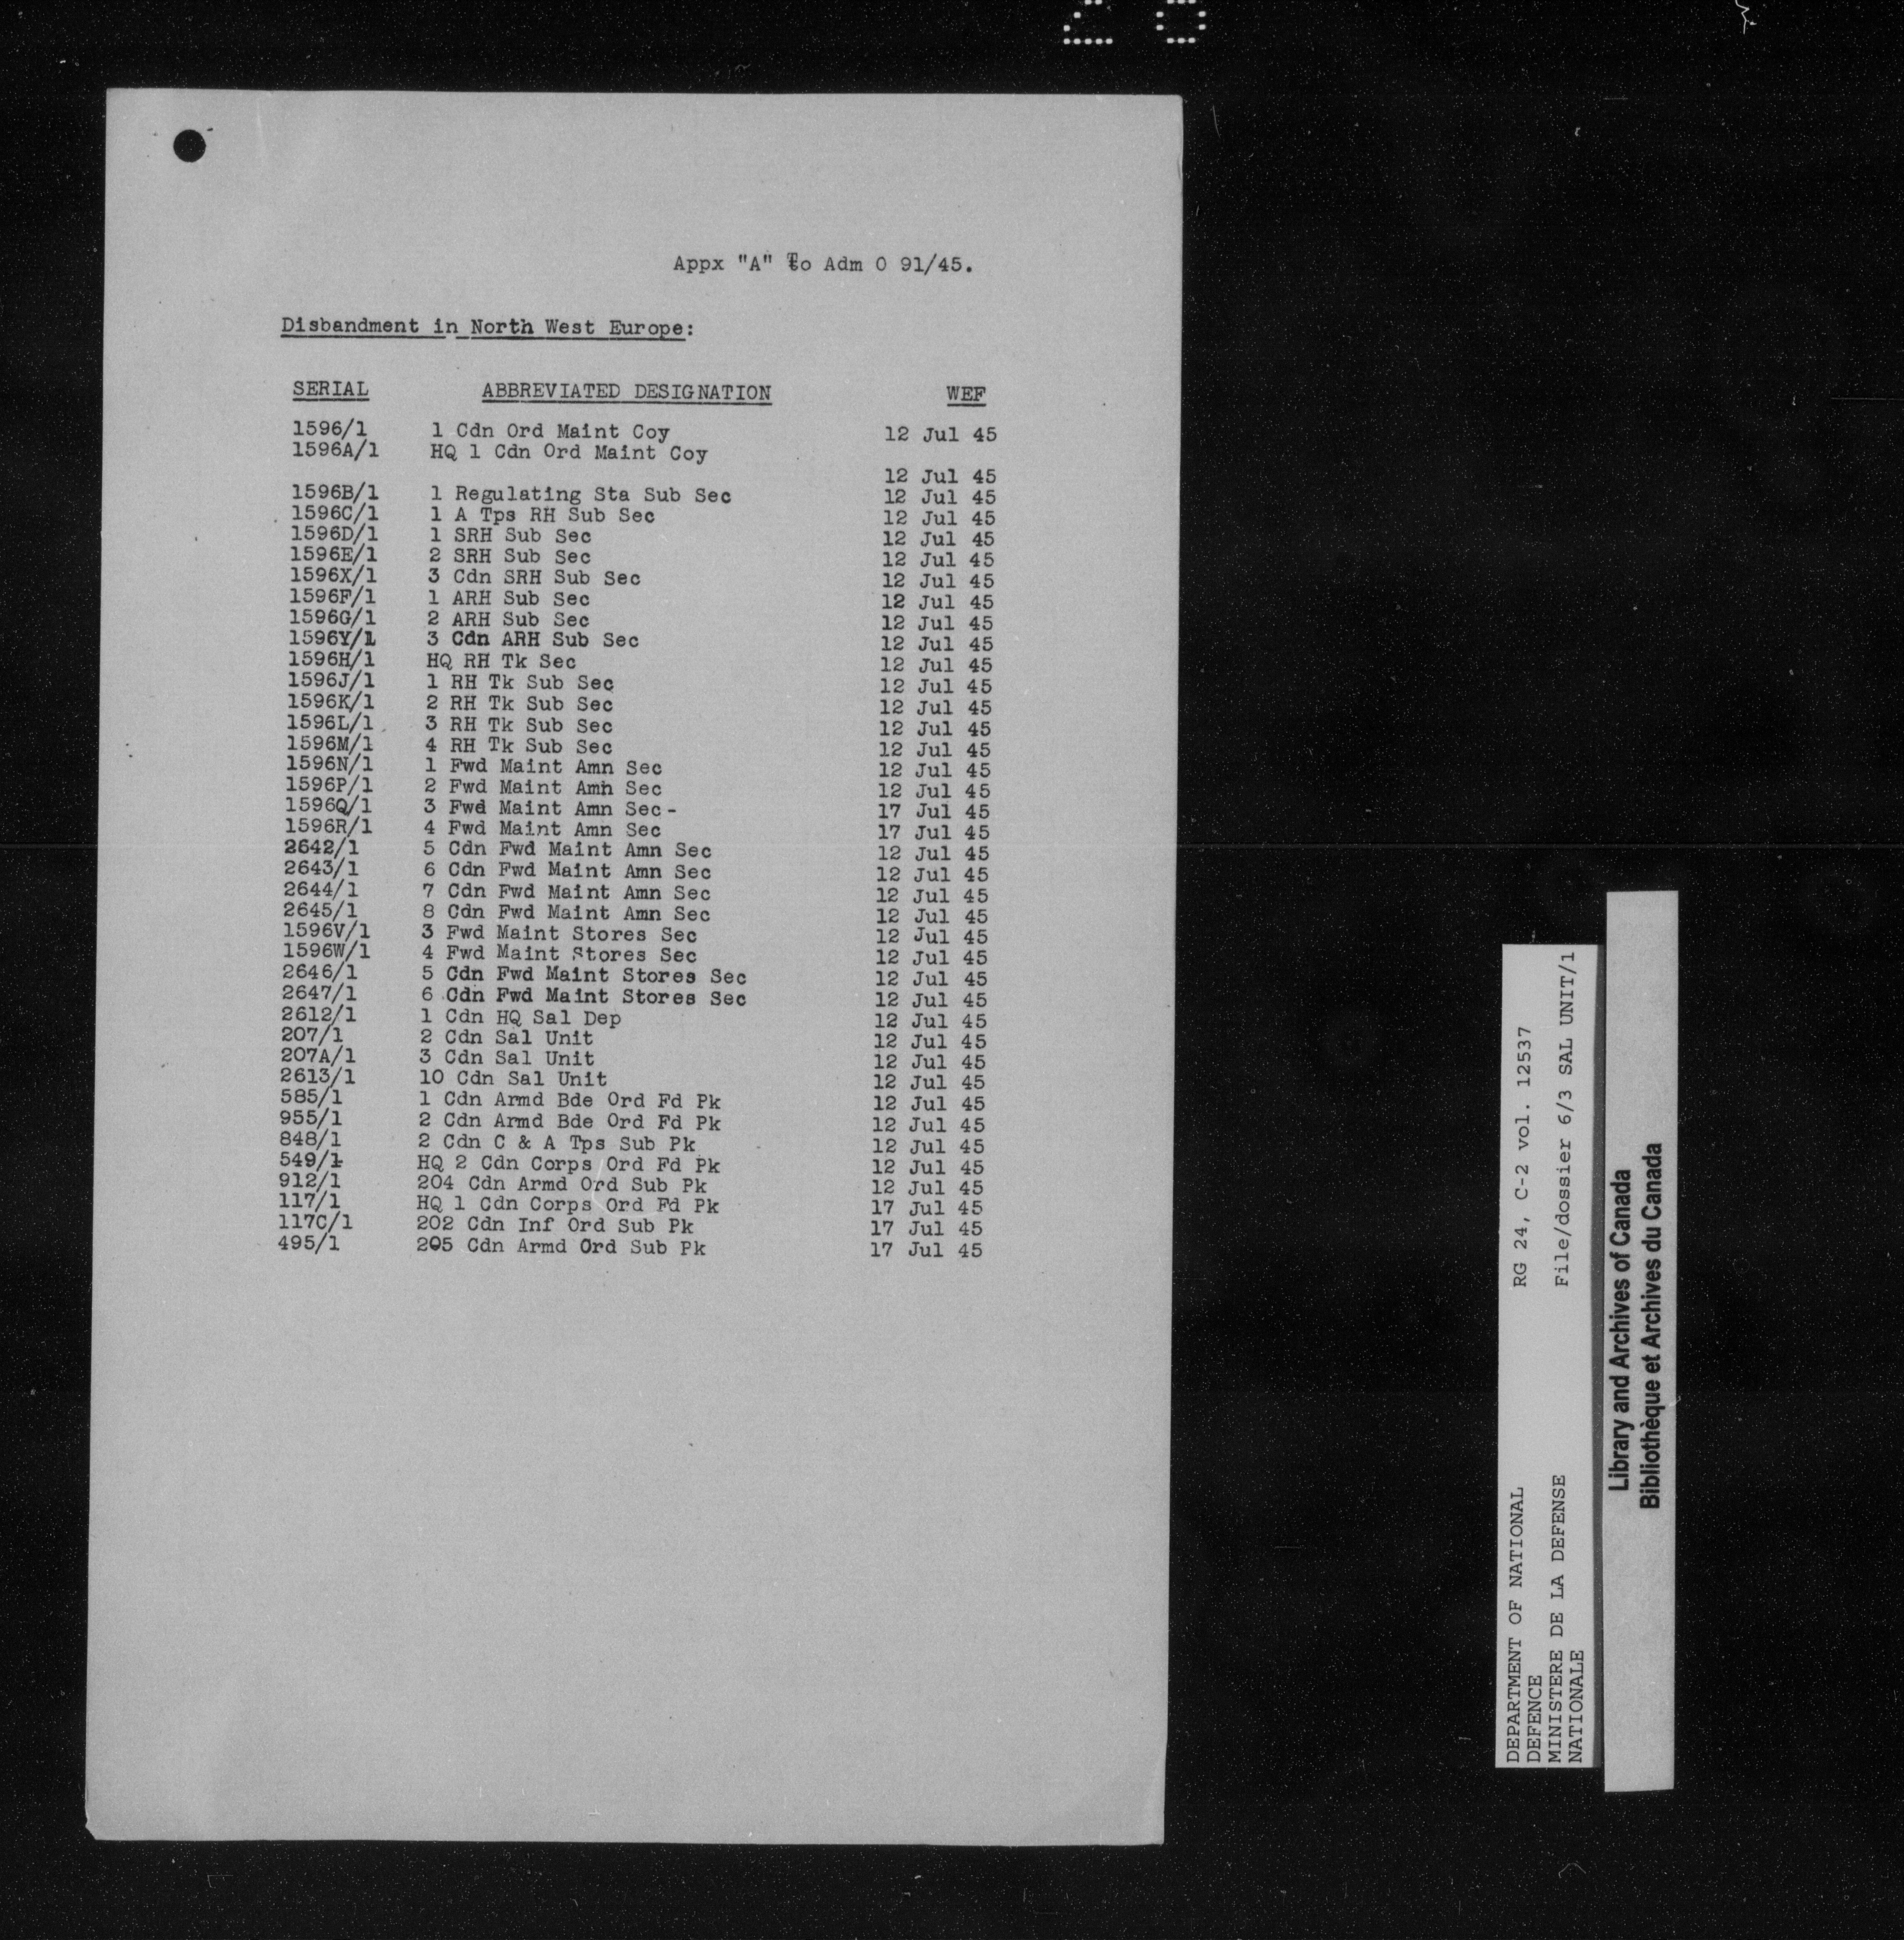 Appx "A" to Adm O 91/45.
Disbandment in North West Europe:
SERIAL ABBREVIATED DESIGNATION WEF
1596/1 1 Cdn Ord Maint Coy 12 Jul 45
1596A/1 HQ 1 Cdn Ord Maint Coy
12 Jul 45
1596B/1 1 Regulating Sta Sub Sec 12 Jul 45
1596C/1 1 A Tps RH Sub Sec 12 Jul 45
1596D/1 1 SRH Sub Sec 12 Jul 45
1596E/1 2 SRH Sub Sec 12 Jul 45
1596X/1 3 Cdn SRH Sub Sec 12 Jul 45
1596F/1 1 ARH Sub Sec 12 Jul 45
1596G/1 2 ARH Sub Sec 12 Jul 45
1596Y/1 3 Cdn ARH Sub Sec 12 Jul 45
1596H/1 HQ RH Tk Sec 12 Jul 45
1596J/1 1 RH Tk Sub Sec 12 Jul 45
1596K/1 2 RH Tk Sub Sec 12 Jul 45
1596L/1 3 RH Tk Sub Sec 12 Jul 45
1596M/1 4 RH Tk Sub Sec 12 Jul 45
1596N/1 1 Fwd Maint Amn Sec 12 Jul 45
1596P/1 2 Fwd Maint Amn Sec 12 Jul 45
1596Q/1 3 Fwd Maint Amn Sec - 17 Jul 45
1596R/1 4 Fwd Maint Amn Sec 17 Jul 45
2642/1 5 Cdn Fwd Maint Amn Sec 12 Jul 45
2643/1 6 Cdn Fwd Maint Amn Sec 12 Jul 45
2644/1 7 Cdn Fwd Maint Amn Sec 12 Jul 45
2645/1 8 Cdn Fwd Maint Amn Sec 12 Jul 45
1596V/1 3 Fwd Maint Stores Sec 12 Jul 45
1596W/1 4 Fwd Maint Stores Sec 12 Jul 45
2646/1 5 Cdn Fwd Maint Stores Sec 12 Jul 45
2647/1 6 Cdn Fwd Maint Stores Sec 12 Jul 45
2612/1 1 Cdn HQ Sal Dep 12 Jul 45
207/1 2 Cdn Sal Unit 12 Jul 45
207A/1 3 Cdn Sal Unit 12 Jul 45
2613/1 10 Cdn Sal Unit 12 Jul 45
585/1 1 Cdn Armd Bde Ord Fd Pk 12 Jul 45
955/1 2 Cdn Armd Bde Ord Fd Pk 12 Jul 45
848/1 2 Cdn C & A Tps Sub Pk 12 Jul 45
549/1 HQ 2 Cdn Corps Ord Fd Pk 12 Jul 45
912/1 204 Cdn Armd Ord Sub Pk 12 Jul 45
117/1 HQ 1 Cdn Corps Ord Fd Pk 17 Jul 45
117C/1 202 Cdn Inf Ord Sub Pk 17 Jul 45
495/1 205 Cdn Armd Ord Sub Pk 17 Jul 45
DEPARTMENT OF NATIONAL RG 24, C-2 vol. 12537
DEFENCE
MINISTERE DE LA DEFENSE File/dossier 6/3 SAL UNIT/1
NATIONALE
Library and Archives of Canada
Bibliothèque et Archives du Canada